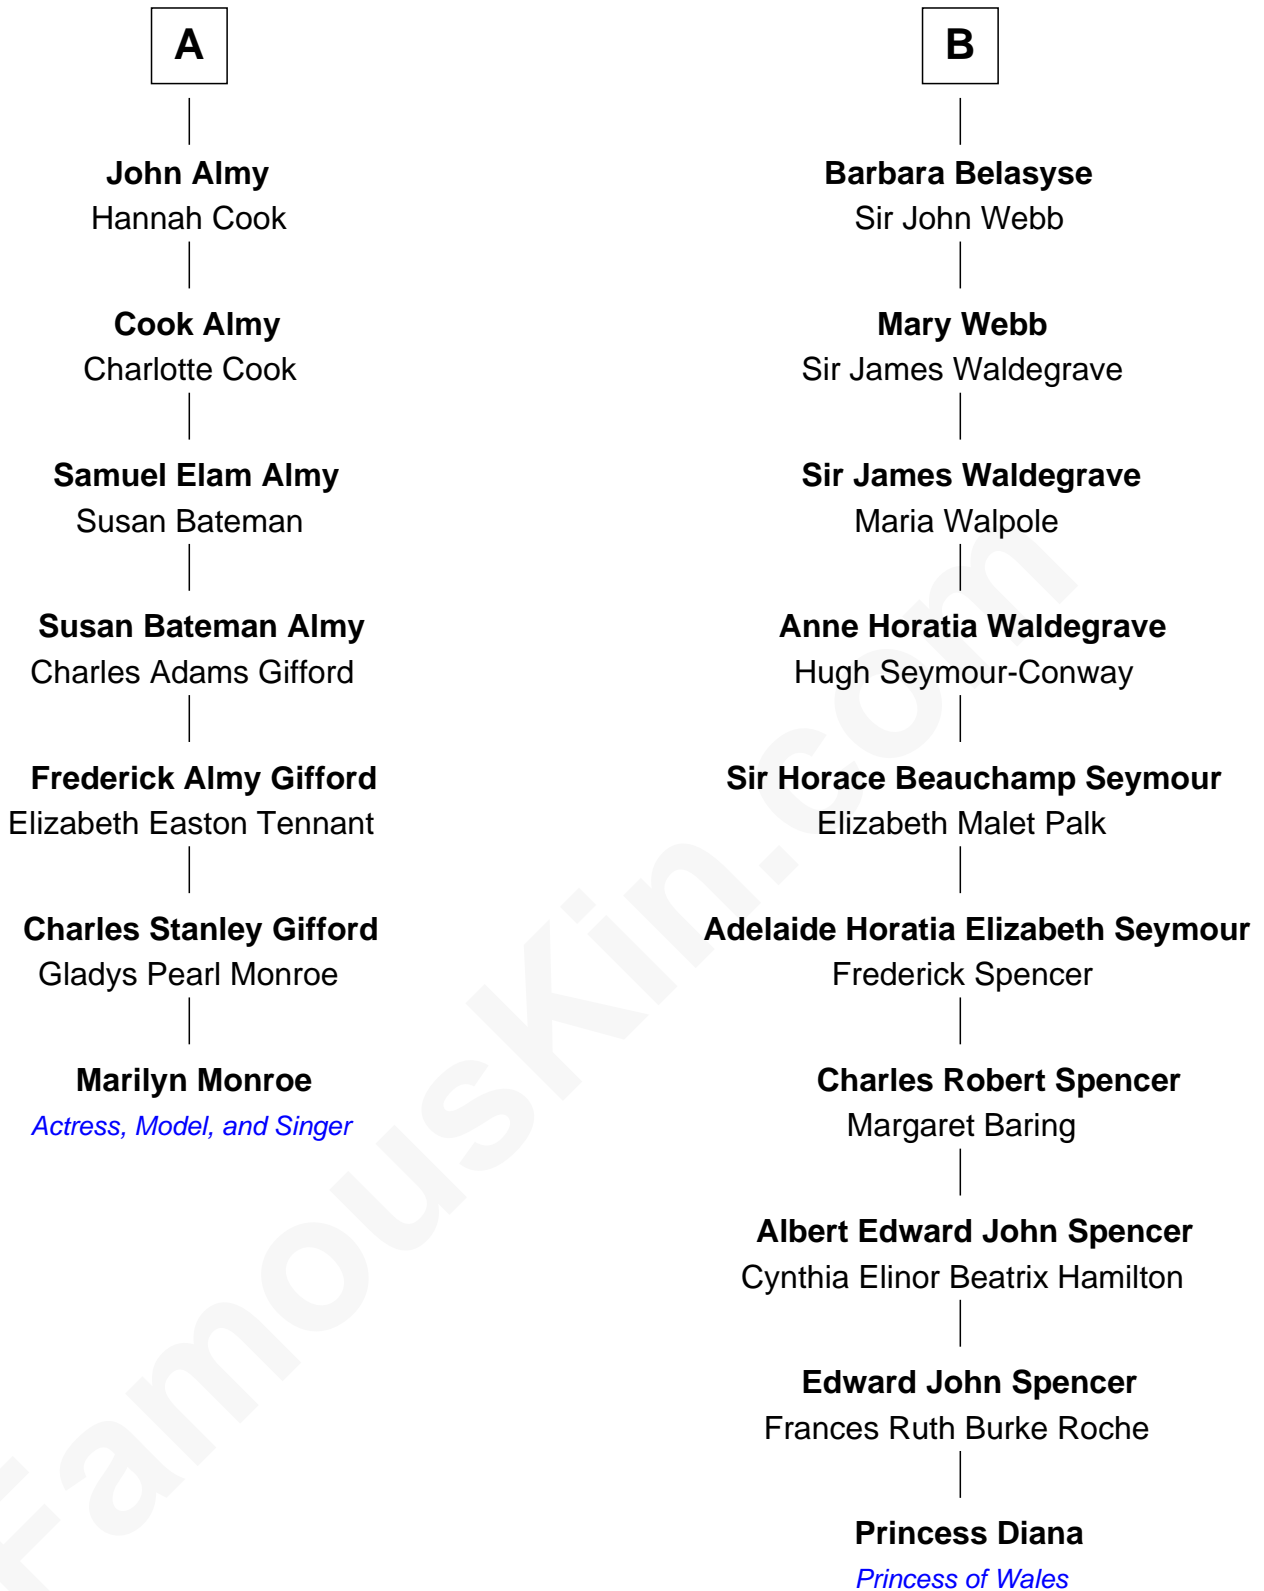 A
John Almy
Hannah Cook
Cook Almy
Charlotte Cook
Samuel Elam Almy
Susan Bateman
Susan Bateman Almy
Charles Adams Gifford
Frederick Almy Gifford
Elizabeth Easton Tennant
Charles Stanley Gifford
Gladys Pearl Monroe
Marilyn Monroe
Actress, Model, and Singer
B
Barbara Belasyse
Sir John Webb
Mary Webb
Sir James Waldegrave
Sir James Waldegrave
Maria Walpole
Anne Horatia Waldegrave
Hugh Seymour-Conway
Sir Horace Beauchamp Seymour
Elizabeth Malet Palk
Adelaide Horatia Elizabeth Seymour
Frederick Spencer
Charles Robert Spencer
Margaret Baring
Albert Edward John Spencer
Cynthia Elinor Beatrix Hamilton
Edward John Spencer
Frances Ruth Burke Roche
Princess Diana
Princess of Wales
FamousKin.com